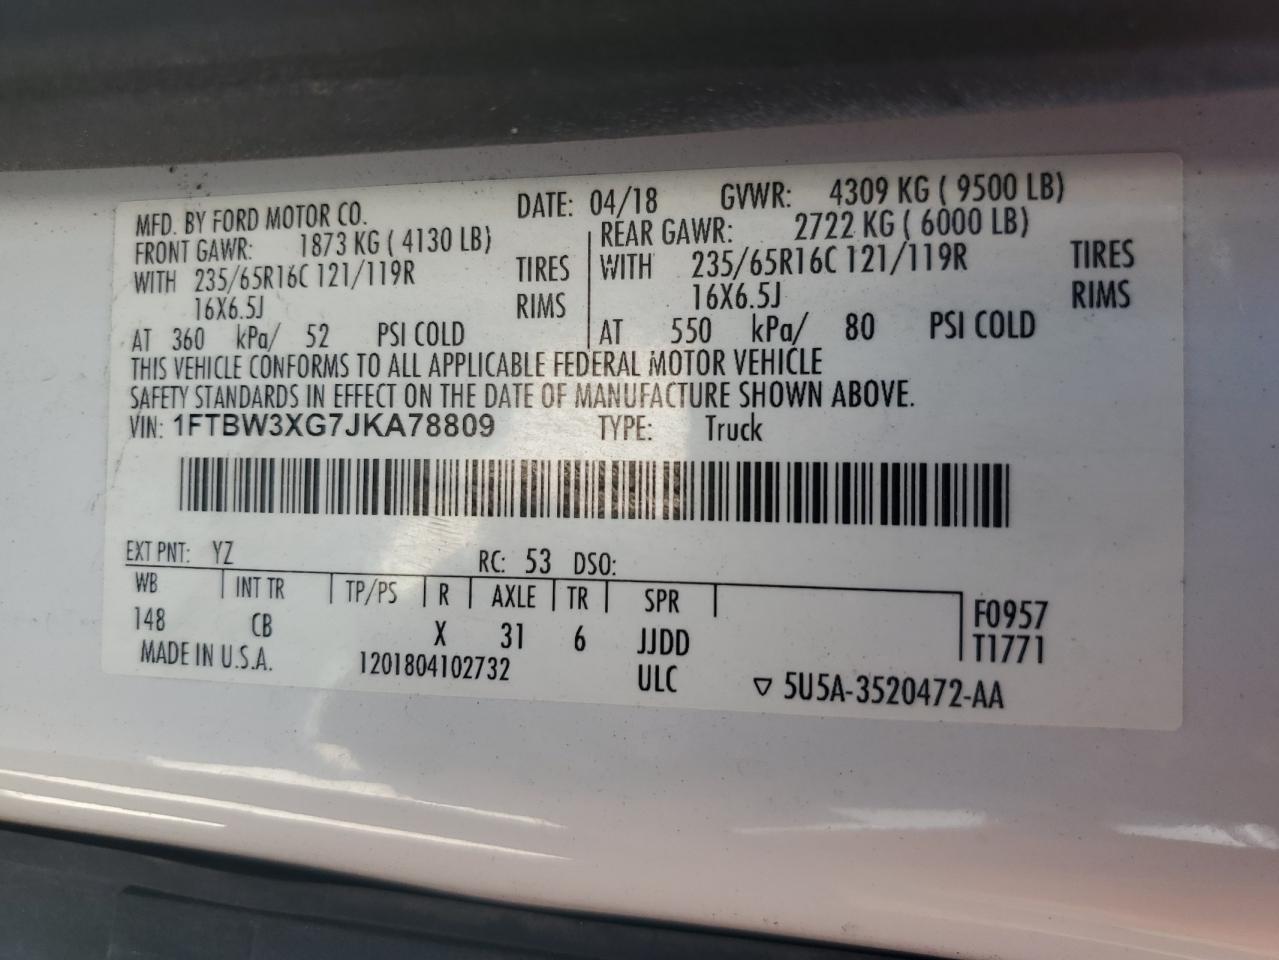 MFD. BY FORD MOTOR CO. DATE: 04/18 GVWR: 4309 KG ( 9500 LB)
FRONT GAWR: 1873 KG ( 4130 LB) REAR GAWR: 2722 KG ( 6000 LB)
WITH 235/65R16C 121/119R TIRES WITH 235/65R16C 121/119R TIRES
16X6.5J RIMS 16X6.5J RIMS
AT 360 kPa/ 52 PSI COLD AT 550 kPa/ 80 PSI COLD
THIS VEHICLE CONFORMS TO ALL APPLICABLE FEDERAL MOTOR VEHICLE
SAFETY STANDARDS IN EFFECT ON THE DATE OF MANUFACTURE SHOWN ABOVE.
VIN: 1FTBW3XG7JKA78809 TYPE: Truck
EXT PNT: YZ RC: 53 DSO:
WB INT TR TP/PS R AXLE TR SPR F0957
148 CB X 31 6 JJDD T1771
MADE IN U.S.A. 1201804102732 ULC ▽ 5U5A-3520472-AA